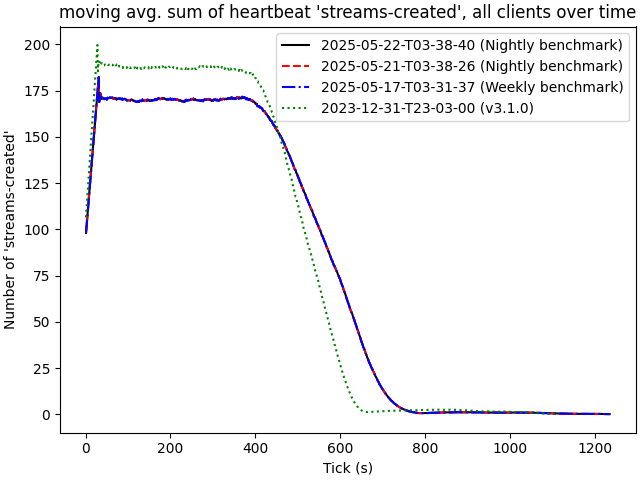 moving avg. sum of heartbeat 'streams-created', all clients over time
2025-05-22-T03-38-40 (Nightly benchmark)
2025-05-21-T03-38-26 (Nightly benchmark)
2025-05-17-T03-31-37 (Weekly benchmark)
2023-12-31-T23-03-00 (v3.1.0)
Number of 'streams-created'
200
175
150
125
100
75
50
25
0
0 200 400 600 800 1000 1200
Tick (s)